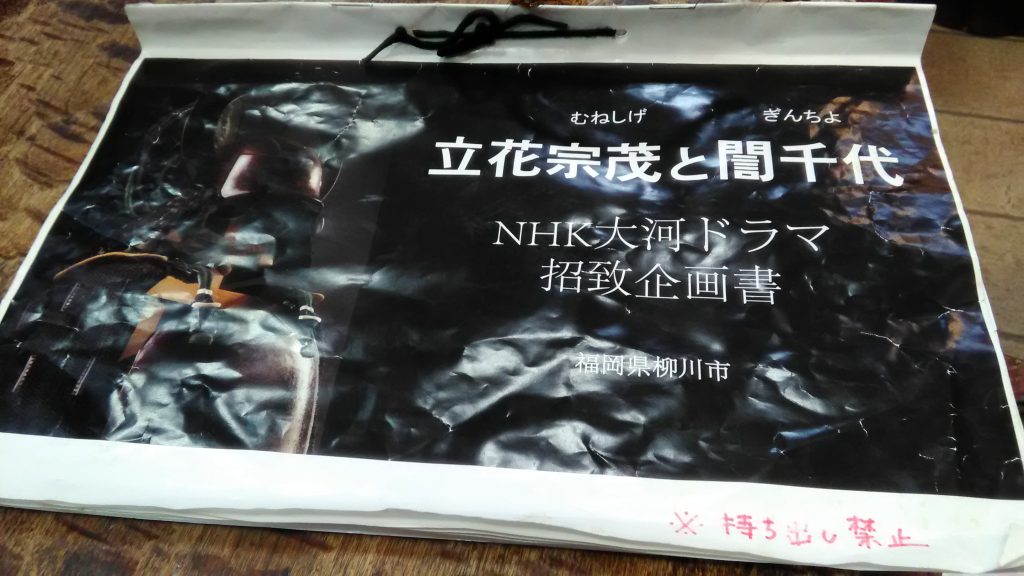 むねしげ ぎんちよ
立花宗茂と誾千代
NHK大河ドラマ
招致企画書
福岡県柳川市
※ 持ち出し禁止